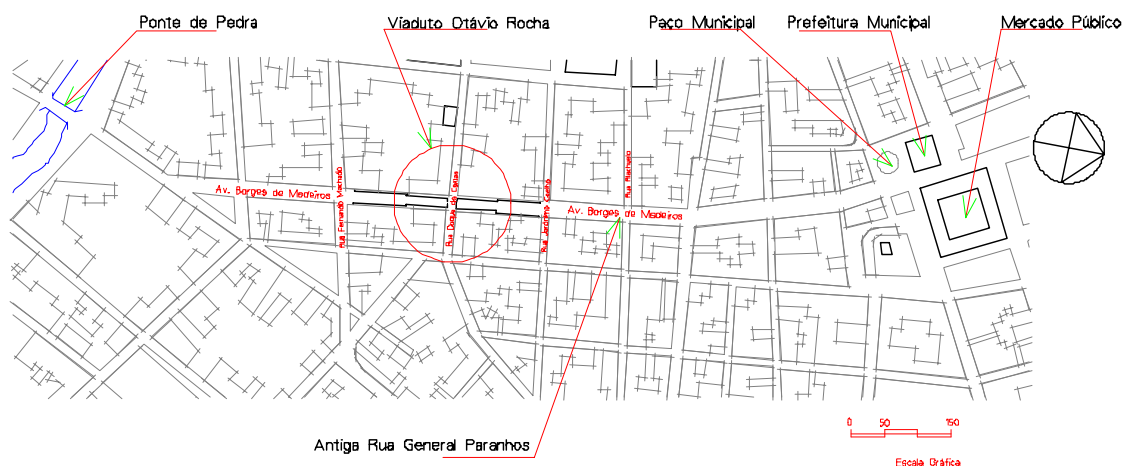 Ponte de Pedra
Viaduto Otávio Rocha
Paço Municipal
Prefeitura Municipal
Mercado Público
Av. Borges de Medeiros
Rua Fernando Machado
Rua Duque de Caxias
Rua Jerônimo Coelho
Rua Riachuelo
Av. Borges de Medeiros
Antiga Rua General Paranhos
0 50 150
Escala Gráfica